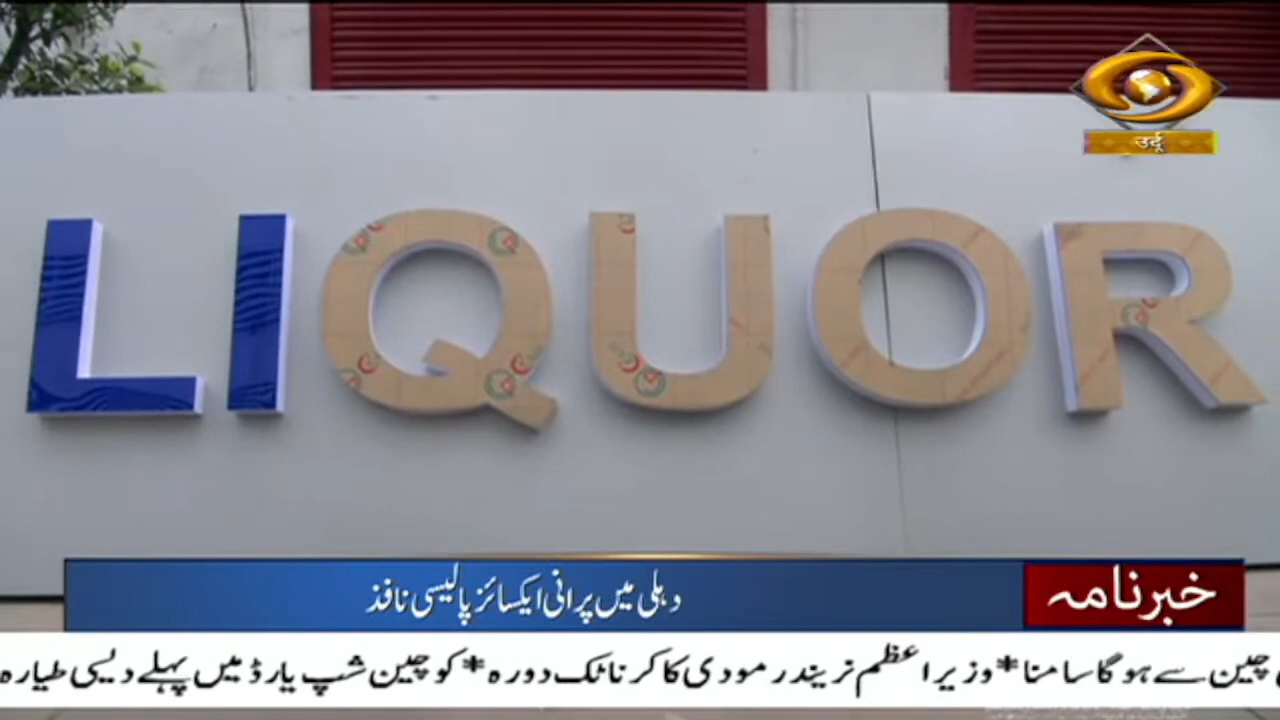 उर्दू
LIQUOR
دہلی میں پرانی ایکسائز پالیسی نافذ
خبرنامہ
چین سے ہوگا سامنا*وزیراعظم نریندر مودی کا کرناٹک دورہ*کوچین شپ یارڈ میں پہلے دیسی طیارہ